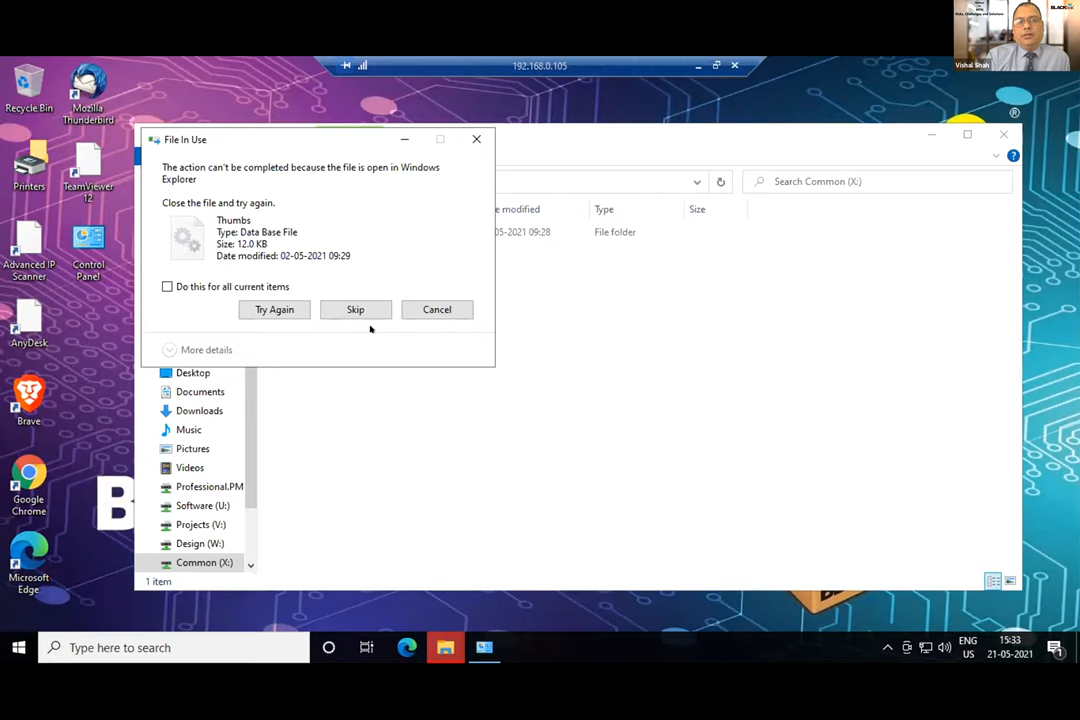 BLACK
Vishal Shah
192.168.0.105
Recycle Bin
Mozilla
Thunderbird
Printers
TeamViewer
12
Advanced IP
Scanner
Control
Panel
AnyDesk
Brave
Google
Chrome
Microsoft
Edge
File In Use
The action can't be completed because the file is open in Windows
Explorer
Close the file and try again.
Thumbs
Type: Data Base File
Size: 12.0 KB
Date modified: 02-05-2021 09:29
Do this for all current items
Try Again
Skip
Cancel
More details
Search Common (X:)
e modified
Type
Size
05-2021 09:28
File folder
Desktop
Documents
Downloads
Music
Pictures
Videos
Professional.PM
Software (U:)
Projects (V:)
Design (W:)
Common (X:)
1 item
B
®
Type here to search
ENG
US
15:33
21-05-2021
1